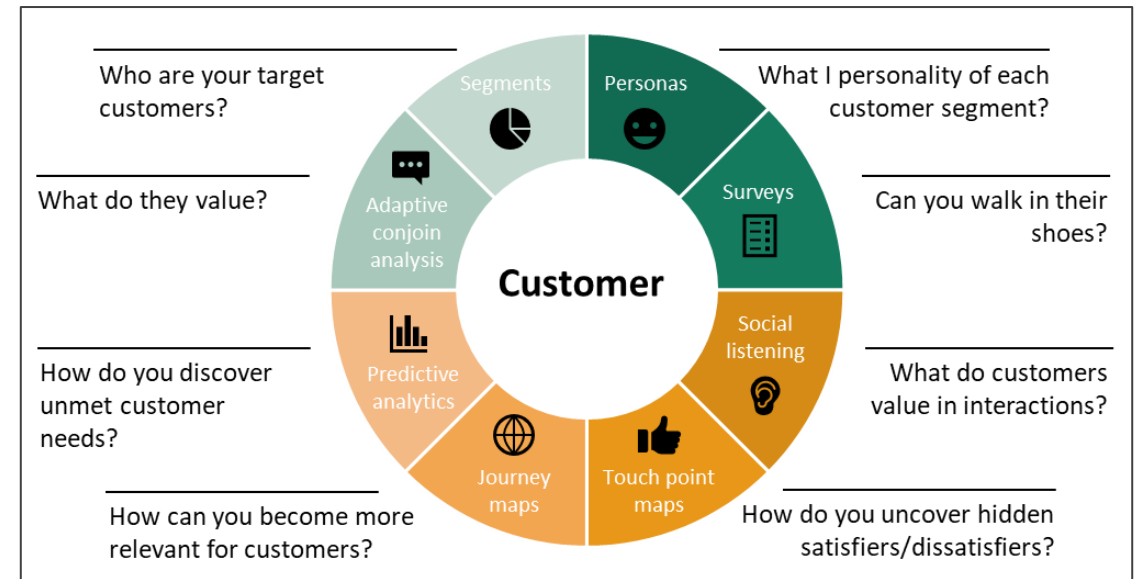 Who are your target
customers?
Segments
Personas
What I personality of each
customer segment?
What do they value?
Adaptive
conjoin
analysis
Surveys
Can you walk in their
shoes?
Customer
How do you discover
unmet customer
needs?
Predictive
analytics
Social
listening
What do customers
value in interactions?
How can you become more
relevant for customers?
Journey
maps
Touch point
maps
How do you uncover hidden
satisfiers/dissatisfiers?